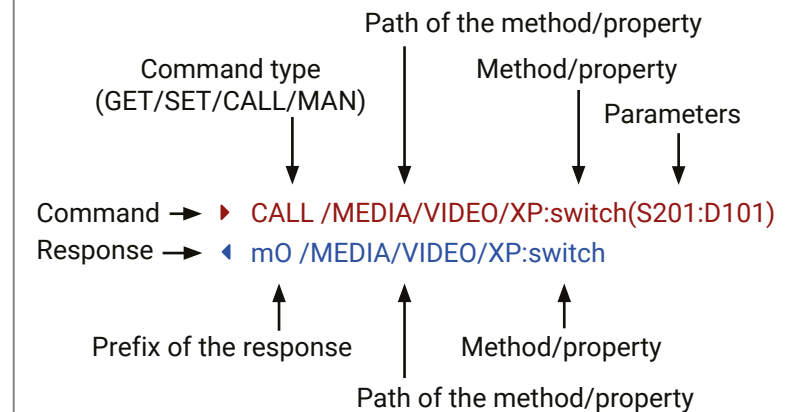 Path of the method/property
Command type
(GET/SET/CALL/MAN)
Method/property
Parameters
Command
CALL /MEDIA/VIDEO/XP:switch(S201:D101)
Response
mO /MEDIA/VIDEO/XP:switch
Prefix of the response
Method/property
Path of the method/property